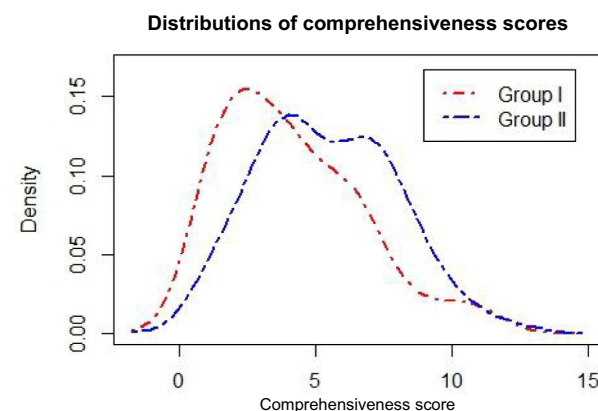 Distributions of comprehensiveness scores
Group I
Group II
Density
0.15
0.10
0.05
0.00
0 5 10 15
Comprehensiveness score